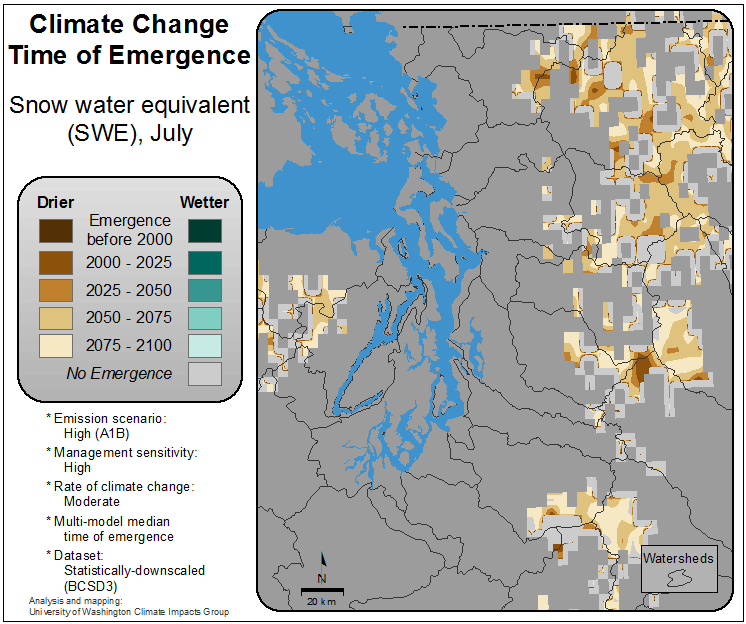 Climate Change
Time of Emergence
Snow water equivalent
(SWE), July
Drier
Wetter
Emergence
before 2000
2000 - 2025
2025 - 2050
2050 - 2075
2075 - 2100
No Emergence
* Emission scenario:
High (A1B)
* Management sensitivity:
High
* Rate of climate change:
Moderate
* Multi-model median
time of emergence
* Dataset:
Statistically-downscaled
(BCSD3)
Analysis and mapping:
University of Washington Climate Impacts Group
N
20 km
Watersheds